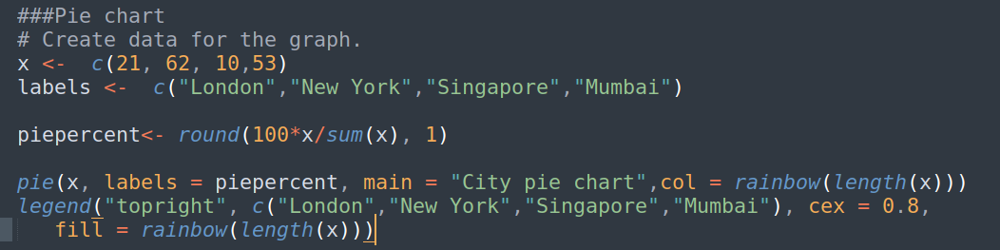 ###Pie chart
# Create data for the graph.
x <-  c(21, 62, 10,53)
labels <-  c("London","New York","Singapore","Mumbai")
piepercent<- round(100*x/sum(x), 1)
pie(x, labels = piepercent, main = "City pie chart",col = rainbow(length(x)))
legend("topright", c("London","New York","Singapore","Mumbai"), cex = 0.8,
   fill = rainbow(length(x)))